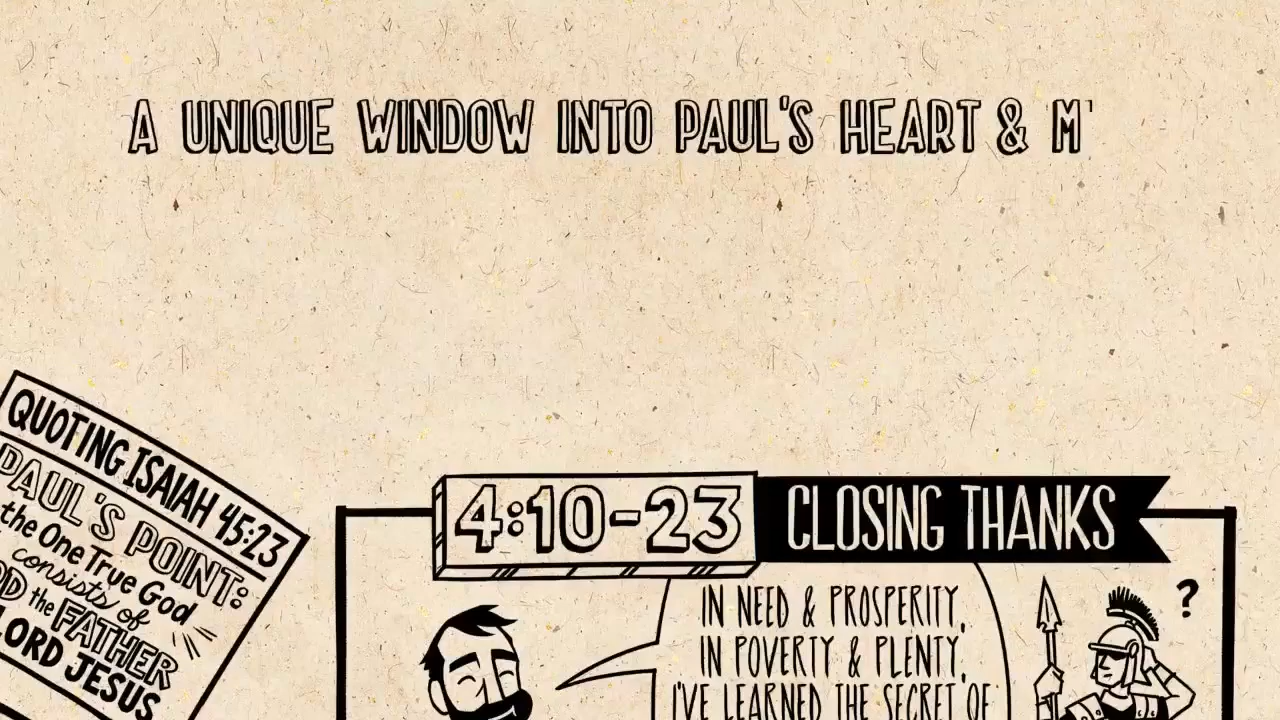 A UNIQUE WINDOW INTO PAUL'S HEART & M
QUOTING ISAIAH 45:23
PAUL'S POINT:
the One True God
consists of
the FATHER
LORD JESUS
4:10-23 CLOSING THANKS
IN NEED & PROSPERITY,
IN POVERTY & PLENTY,
I'VE LEARNED THE SECRET OF
?